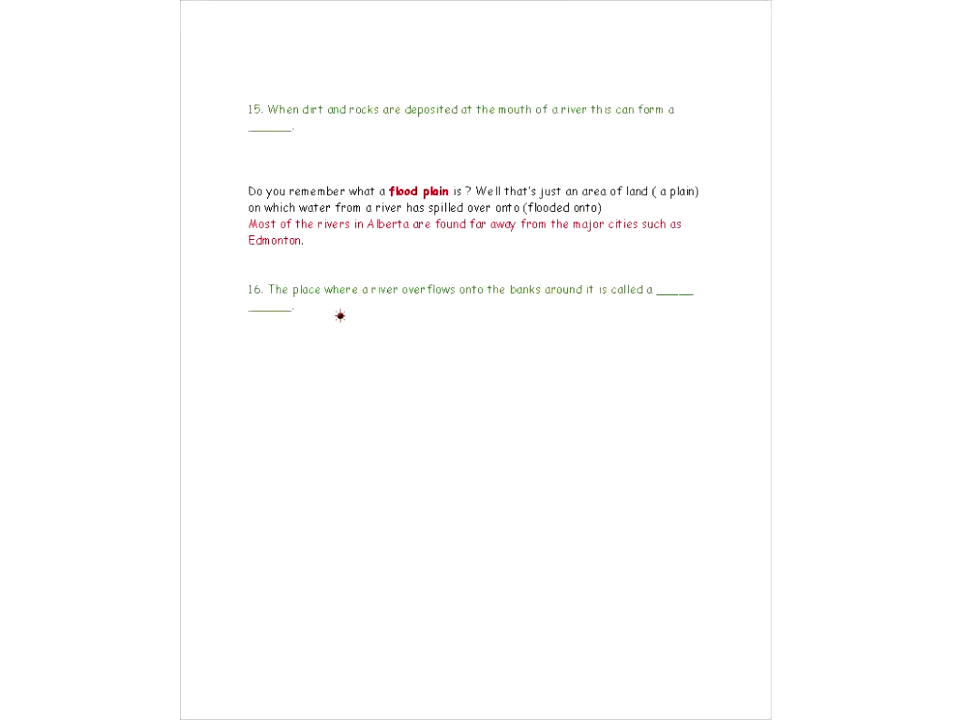 15. When dirt and rocks are deposited at the mouth of a river this can form a
______.
Do you remember what a flood plain is ? Well that's just an area of land ( a plain)
on which water from a river has spilled over onto (flooded onto)
Most of the rivers in Alberta are found far away from the major cities such as
Edmonton.
16. The place where a river overflows onto the banks around it is called a _____
______.